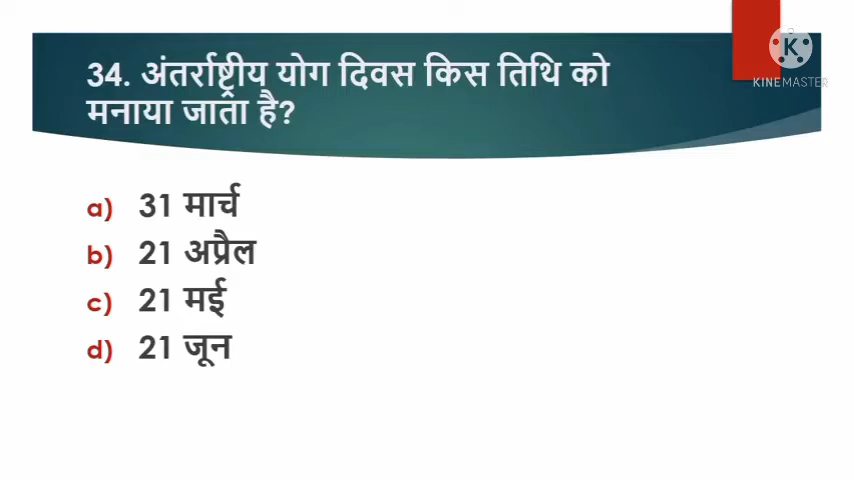 34. अंतर्राष्ट्रीय योग दिवस किस तिथि को
मनाया जाता है?
K
KINEMASTER
a) 31 मार्च
b) 21 अप्रैल
c) 21 मई
d) 21 जून